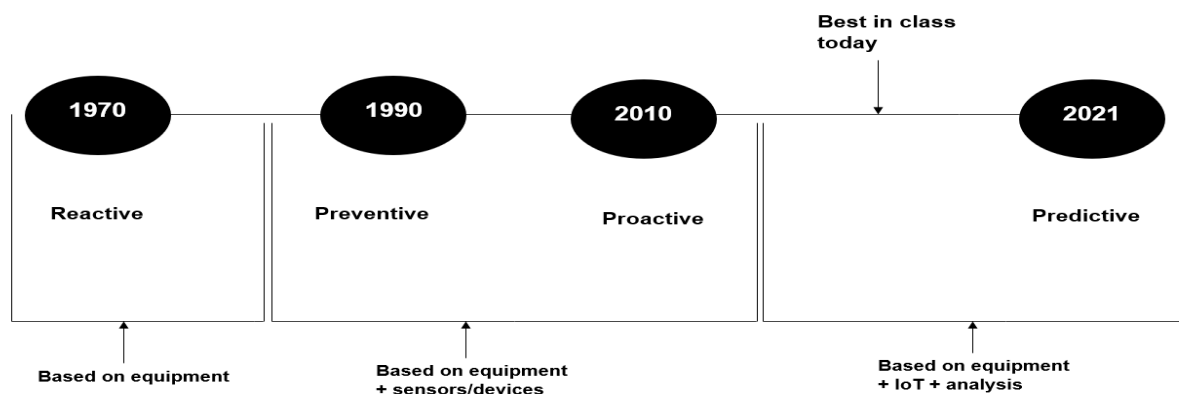 Best in class
today
1970
1990
2010
2021
Reactive
Preventive
Proactive
Predictive
Based on equipment
Based on equipment
+ sensors/devices
Based on equipment
+ IoT + analysis